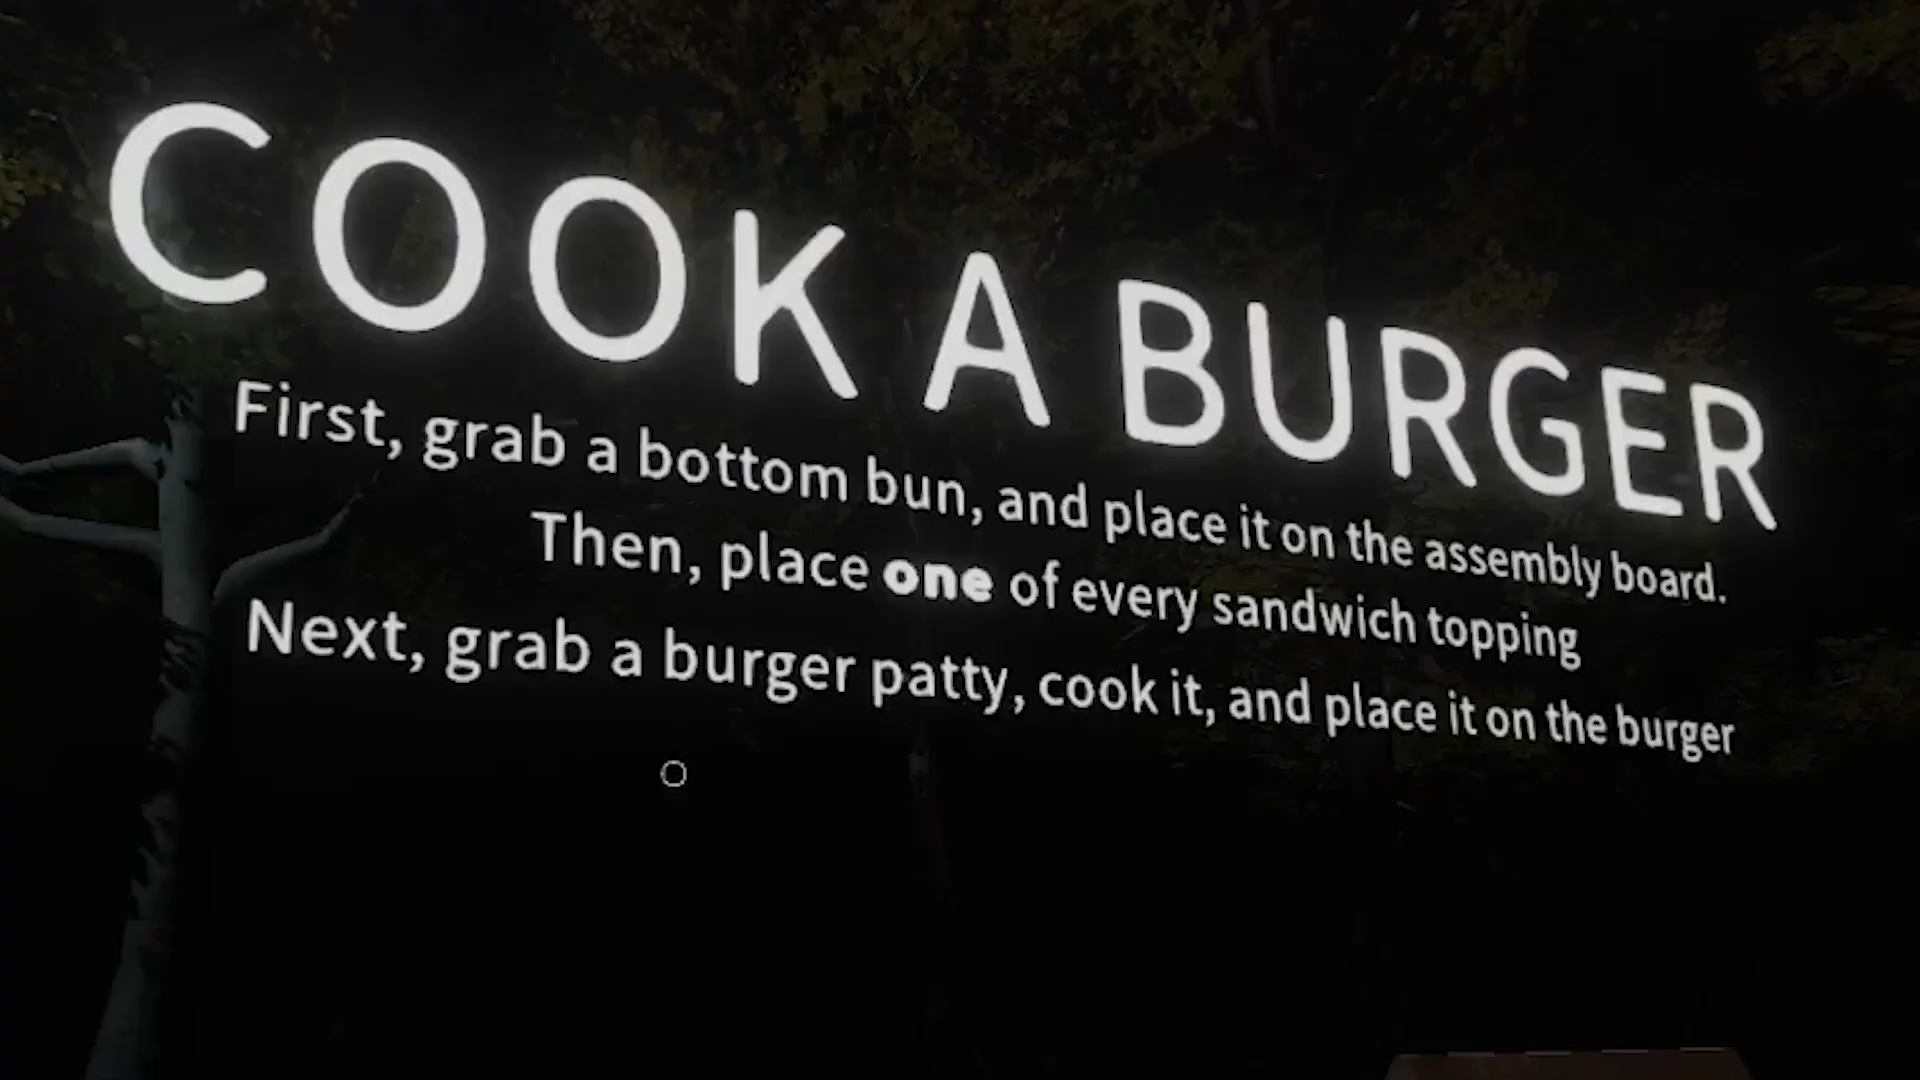 COOK A BURGER
First, grab a bottom bun, and place it on the assembly board.
Then, place one of every sandwich topping
Next, grab a burger patty, cook it, and place it on the burger